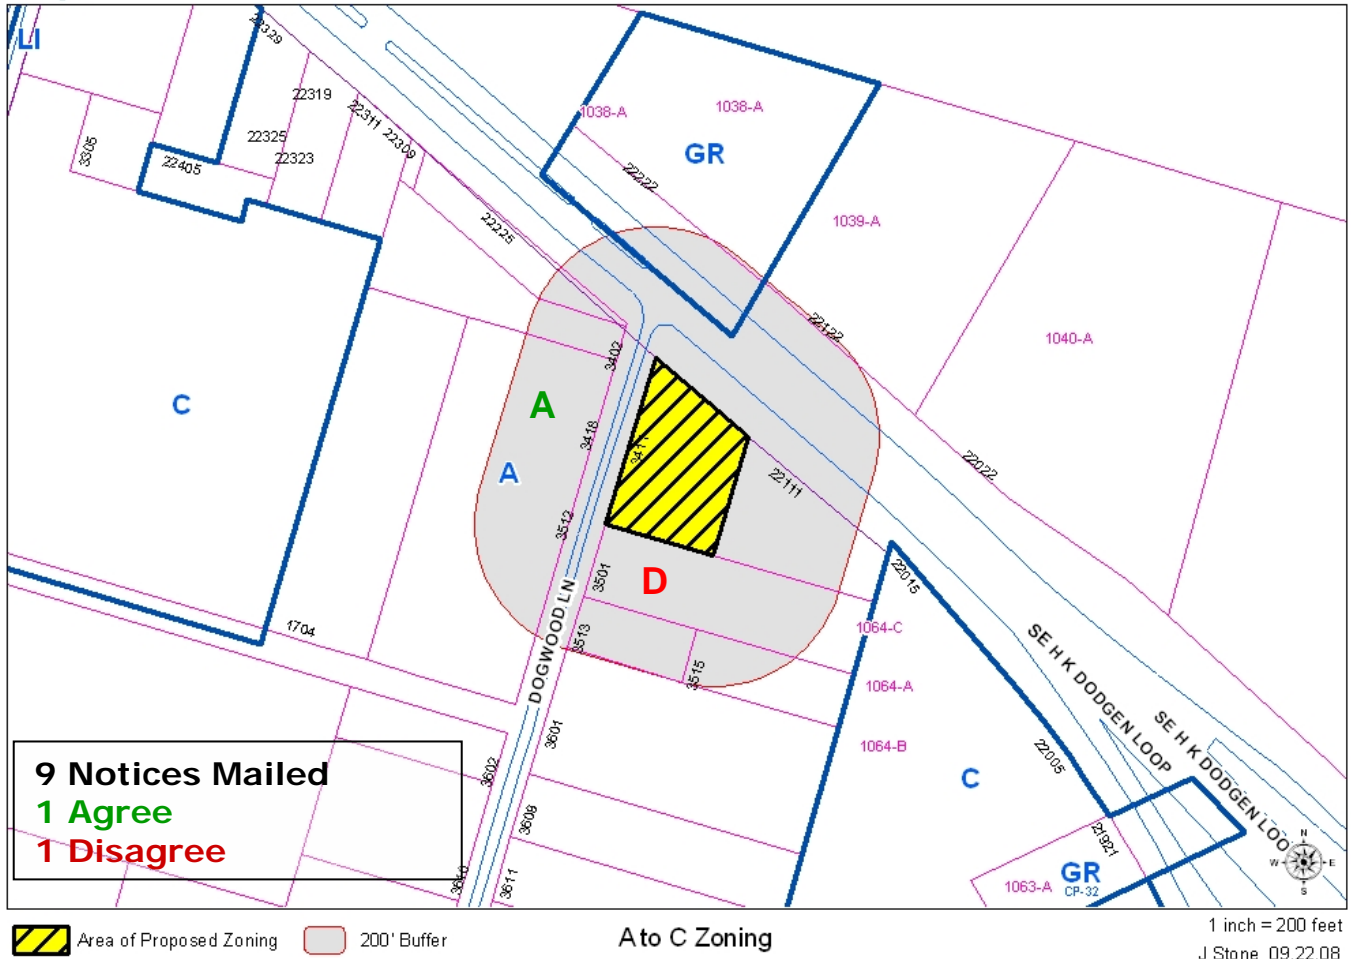 LI
22329
22319
22311
22309
22325
22323
3305
22405
22225
1038-A
1038-A
GR
22222
1039-A
22122
1040-A
C
3402
A
3418
3411
A
22111
22022
3512
D
3501
22015
DOGWOOD LN
1704
3513
3515
1064-C
SE H K DODGEN LOOP
1064-A
SE H K DODGEN LOOP
3601
1064-B
22005
3602
C
9 Notices Mailed
1 Agree
1 Disagree
3608
21921
N
W
E
S
GR
CP-32
1063-A
3610
3611
Area of Proposed Zoning
200' Buffer
A to C Zoning
1 inch = 200 feet
J Stone 09.22.08